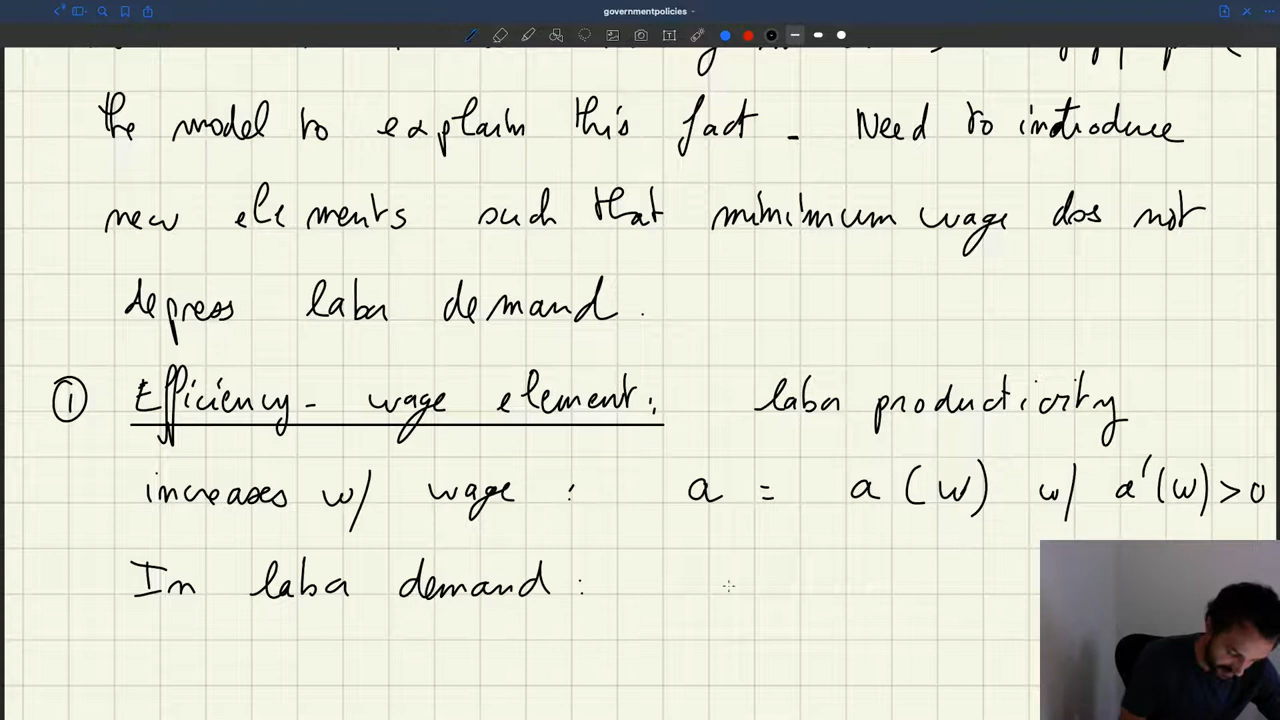 governmentpolicies
the model to explain this fact - Need to introduce
new elements such that minimum wage dos not
depress labor demand.
① Efficiency-wage element: labor productivity
increases w/ wage : a = a (w) w/ a'(w) > 0
In labor demand :